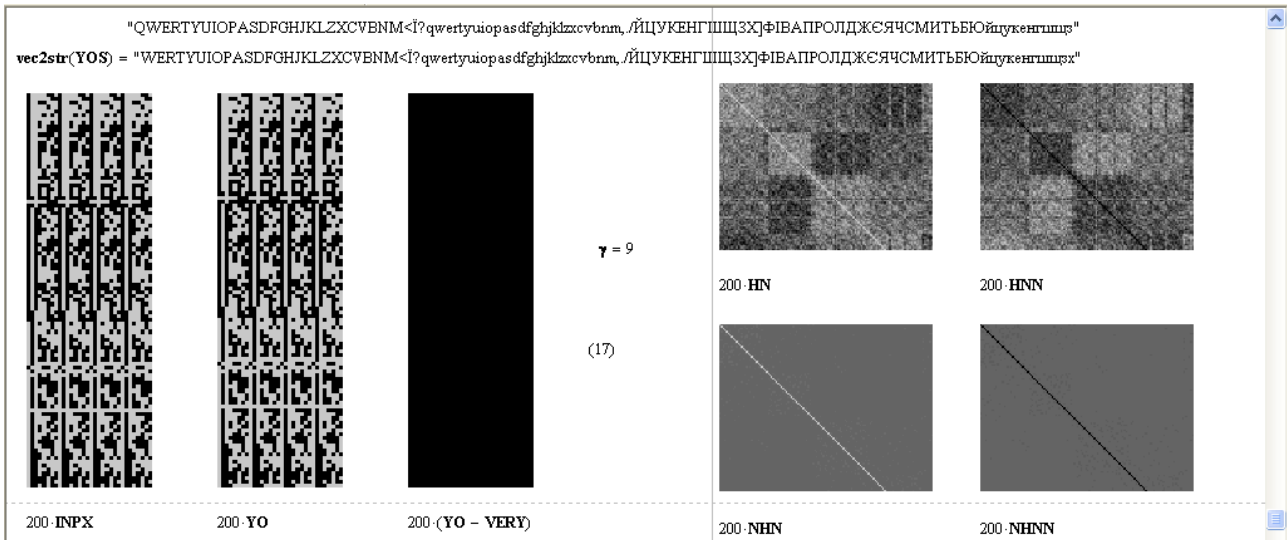 "QWERTYUIOPASDFGHJKLZXCVBNM<Ї?qwertyuiopasdfghjklzxcvbnm,./ЙЦУКЕНГШЩЗХ]ФІВАПРОЛДЖЄЯЧСМИТЬБЮйцукенгшщз"
vec2str(YOS) = "WERTYUIOPASDFGHJKLZXCVBNM<Ї?qwertyuiopasdfghjklzxcvbnm,./ЙЦУКЕНГШЩЗХ]ФІВАПРОЛДЖЄЯЧСМИТЬБЮйцукенгшщзх"
γ = 9
(17)
200·HN
200·HNN
200·INPX
200·YO
200·(YO − VERY)
200·NHN
200·NHNN